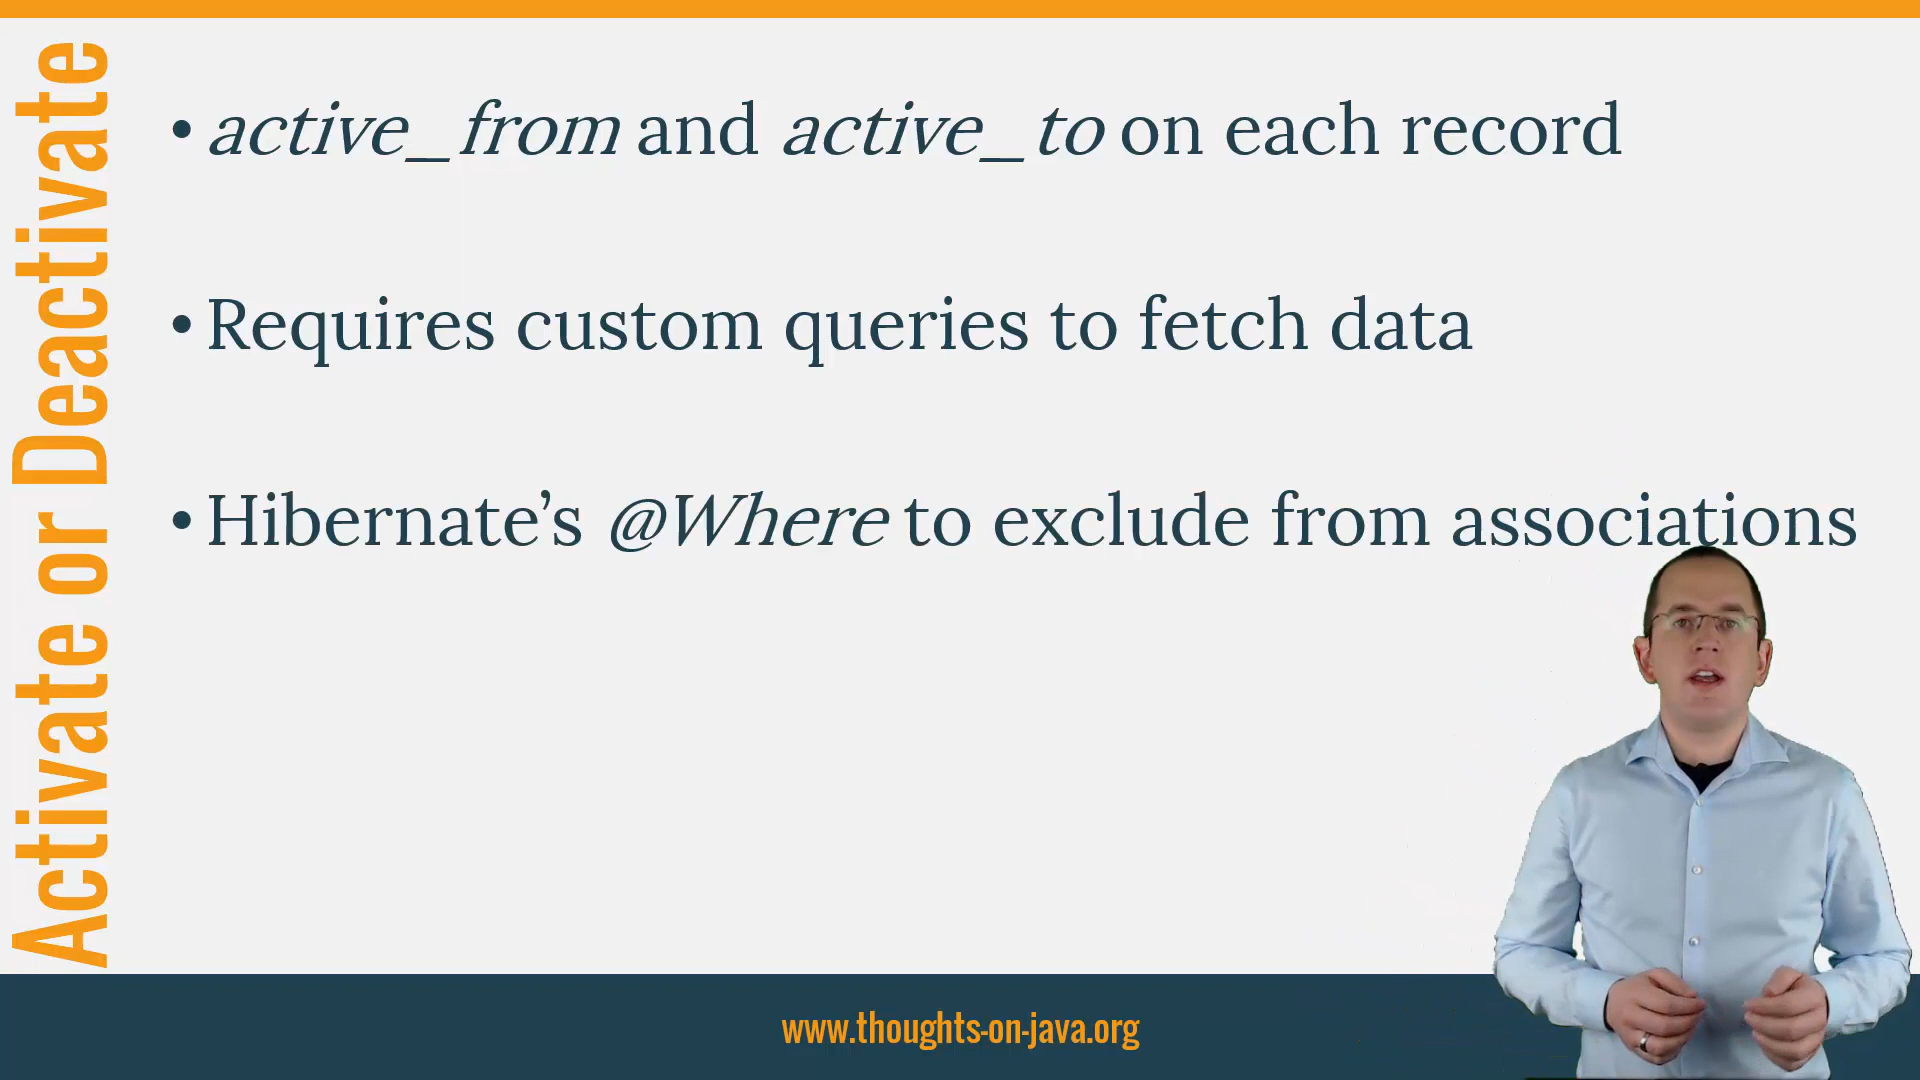 Activate or Deactivate
• active_from and active_to on each record
• Requires custom queries to fetch data
• Hibernate’s @Where to exclude from associations
www.thoughts-on-java.org